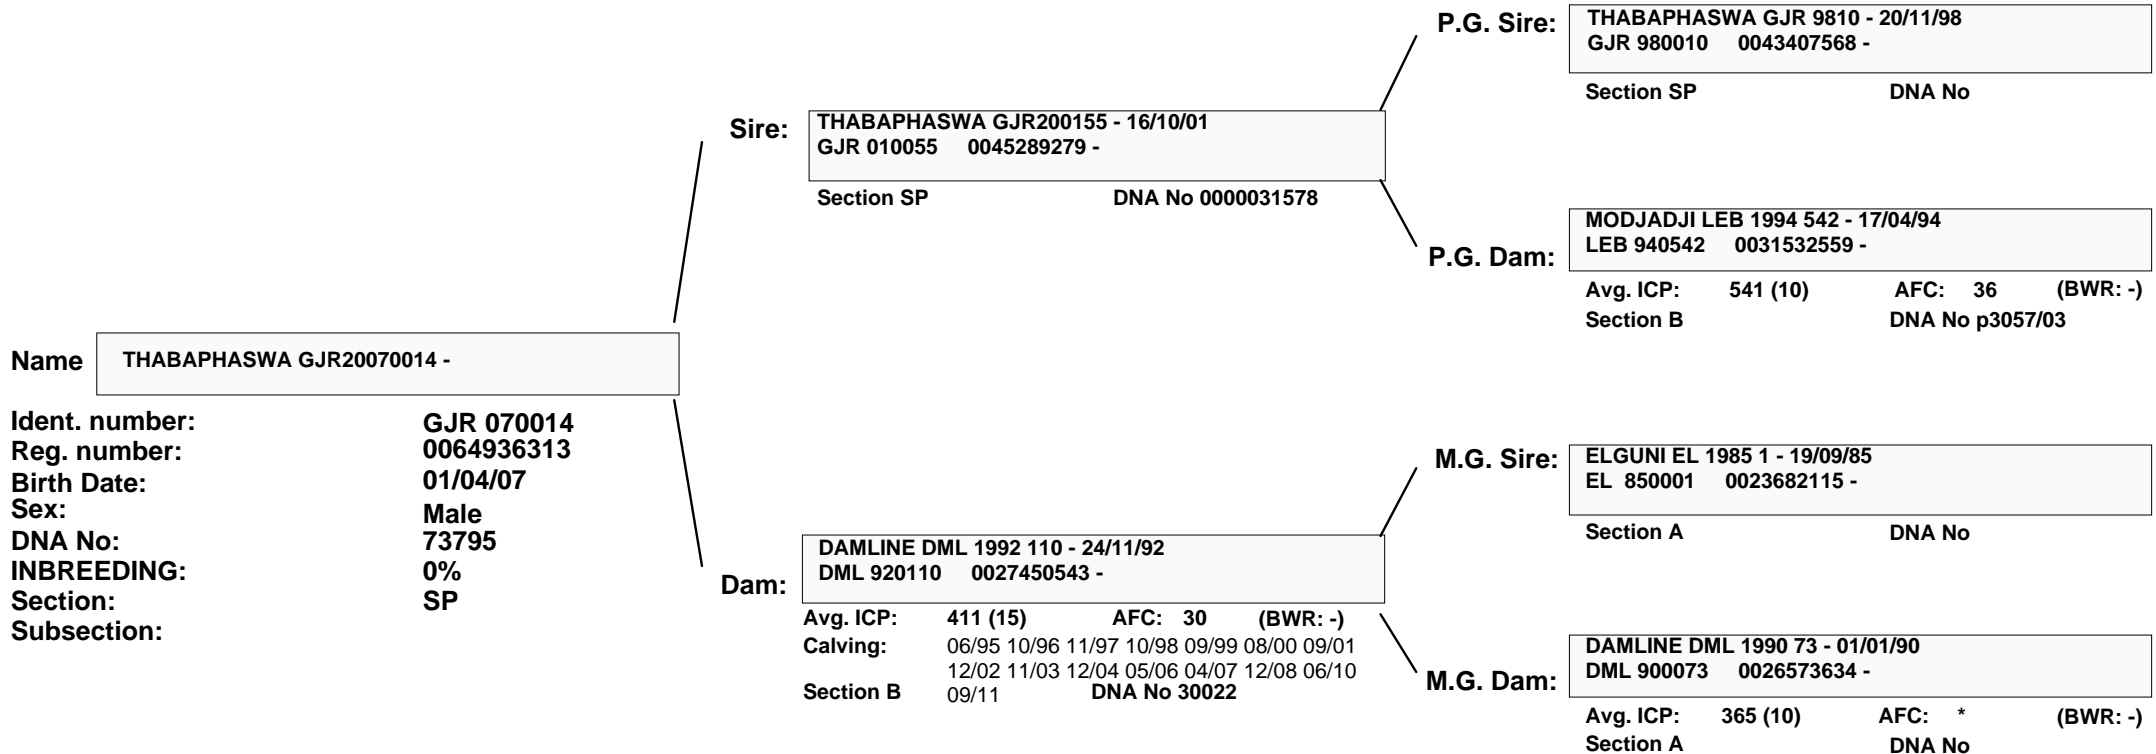 P.G. Sire:
THABAPHASWA GJR 9810 - 20/11/98
GJR 980010 0043407568 -
Section SP DNA No
Sire:
THABAPHASWA GJR200155 - 16/10/01
GJR 010055 0045289279 -
Section SP DNA No 0000031578
P.G. Dam:
MODJADJI LEB 1994 542 - 17/04/94
LEB 940542 0031532559 -
Avg. ICP: 541 (10) AFC: 36 (BWR: -)
Section B DNA No p3057/03
Name THABAPHASWA GJR20070014 -
Ident. number: GJR 070014
Reg. number: 0064936313
Birth Date: 01/04/07
Sex: Male
DNA No: 73795
INBREEDING: 0%
Section: SP
Subsection:
M.G. Sire:
ELGUNI EL 1985 1 - 19/09/85
EL 850001 0023682115 -
Section A DNA No
Dam:
DAMLINE DML 1992 110 - 24/11/92
DML 920110 0027450543 -
Avg. ICP: 411 (15) AFC: 30 (BWR: -)
Calving: 06/95 10/96 11/97 10/98 09/99 08/00 09/01
12/02 11/03 12/04 05/06 04/07 12/08 06/10
Section B 09/11 DNA No 30022
M.G. Dam:
DAMLINE DML 1990 73 - 01/01/90
DML 900073 0026573634 -
Avg. ICP: 365 (10) AFC: * (BWR: -)
Section A DNA No